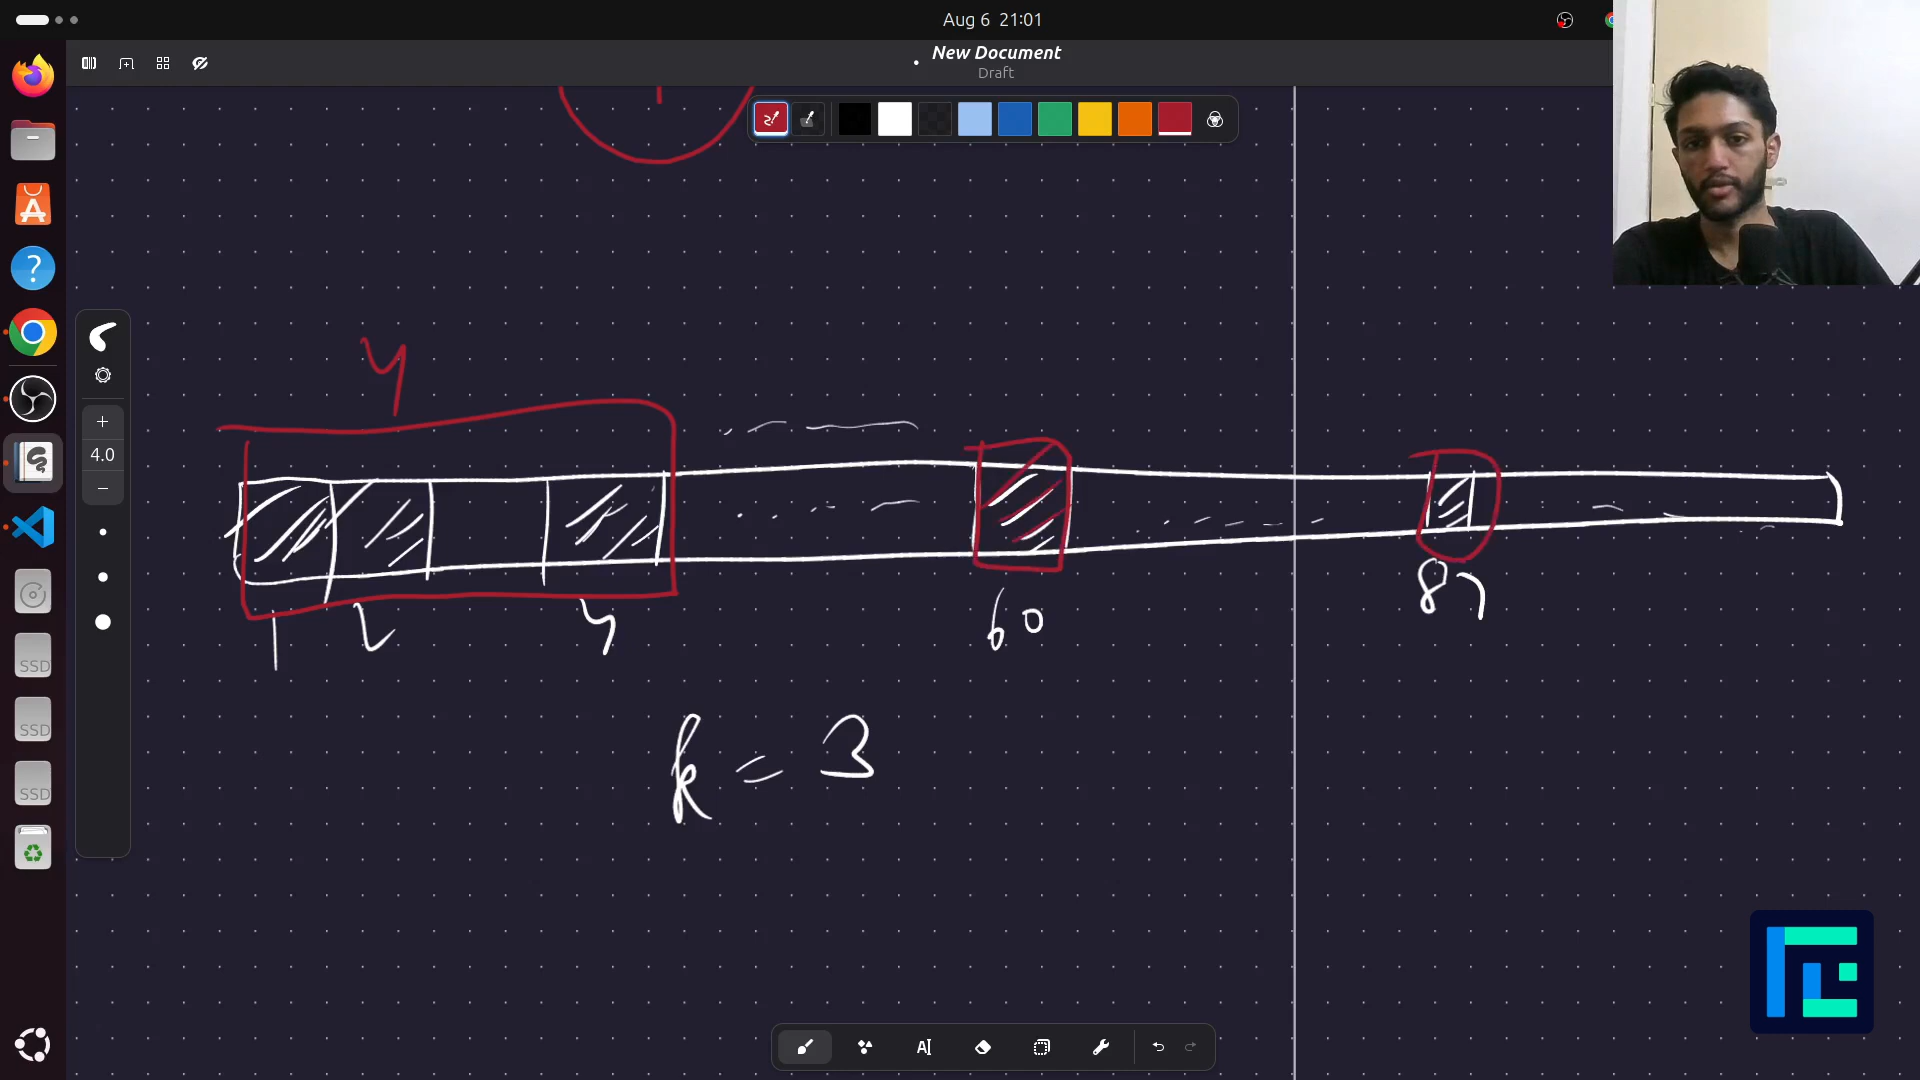 Aug 6 21:01
New Document
Draft
4.0
4
1 2 4 60 87
k = 3
SSD
SSD
SSD